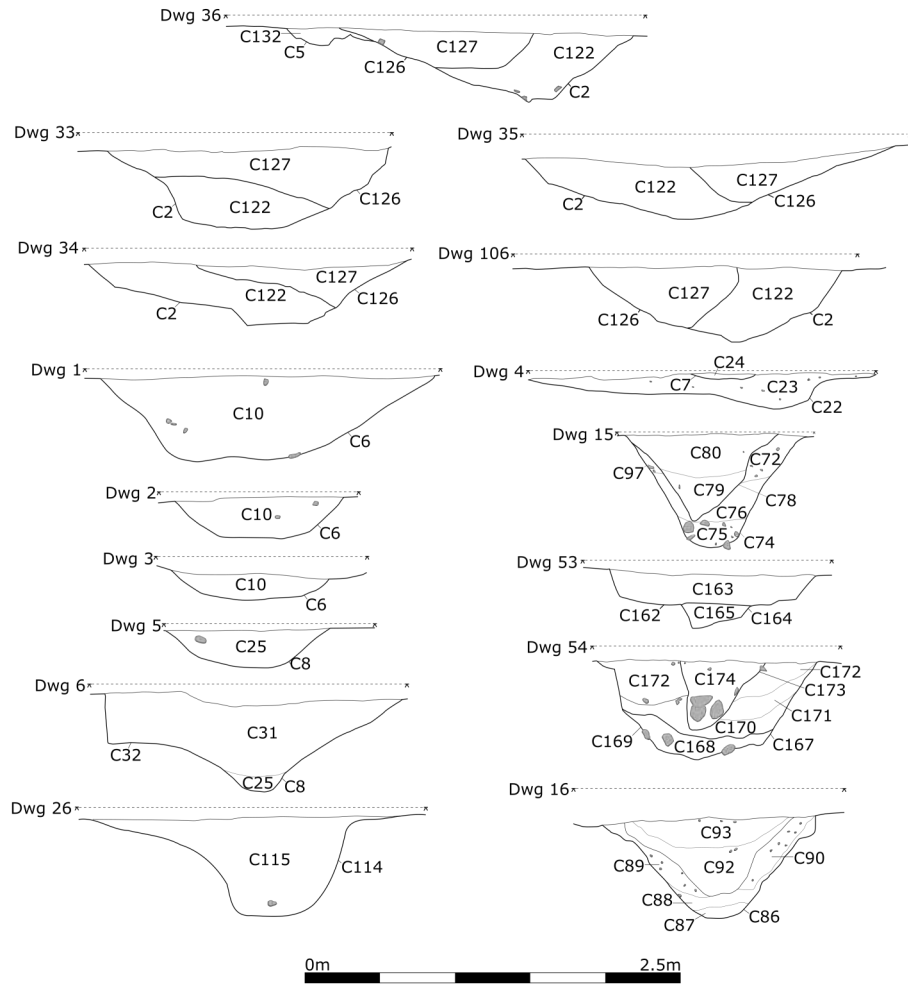 Dwg 36
C132
C5
C126
C127
C122
C2
Dwg 33
C127
C122
C2
C126
Dwg 35
C122
C127
C2
C126
Dwg 34
C127
C122
C126
C2
Dwg 106
C127
C122
C126
C2
Dwg 1
C10
C6
Dwg 4
C24
C7
C23
C22
Dwg 2
C10
C6
Dwg 15
C80
C72
C97
C79
C78
C76
C75
C74
Dwg 3
C10
C6
Dwg 53
C163
C162
C165
C164
Dwg 5
C25
C8
Dwg 54
C172
C174
C172
C173
C171
C170
C169
C168
C167
Dwg 6
C31
C32
C25
C8
Dwg 26
C115
C114
Dwg 16
C93
C92
C90
C89
C88
C87
C86
0m 2.5m